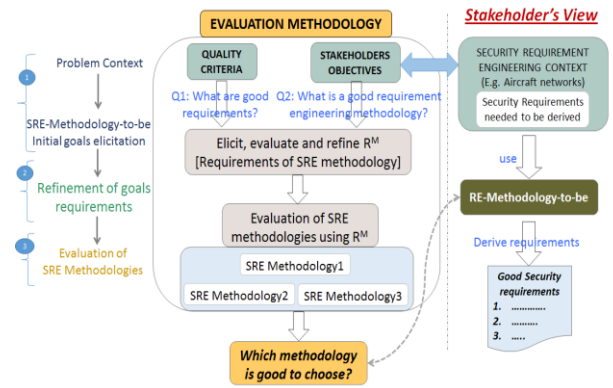 EVALUATION METHODOLOGY
Stakeholder's View
1
Problem Context
SRE-Methodology-to-be
Initial goals elicitation
2
Refinement of goals
requirements
3
Evaluation of
SRE Methodologies
QUALITY
CRITERIA
STAKEHOLDERS
OBJECTIVES
Q1: What are good
requirements?
Q2: What is a good requirement
engineering methodology?
Elicit, evaluate and refine Rᴹ
[Requirements of SRE methodology]
Evaluation of SRE
methodologies using Rᴹ
SRE Methodology1
SRE Methodology2
SRE Methodology3
Which methodology
is good to choose?
SECURITY REQUIREMENT
ENGINEERING CONTEXT
(E.g. Aircraft networks)
Security Requirements
needed to be derived
use
RE-Methodology-to-be
Derive requirements
Good Security
requirements
1. .............
2. ..........
3. .....